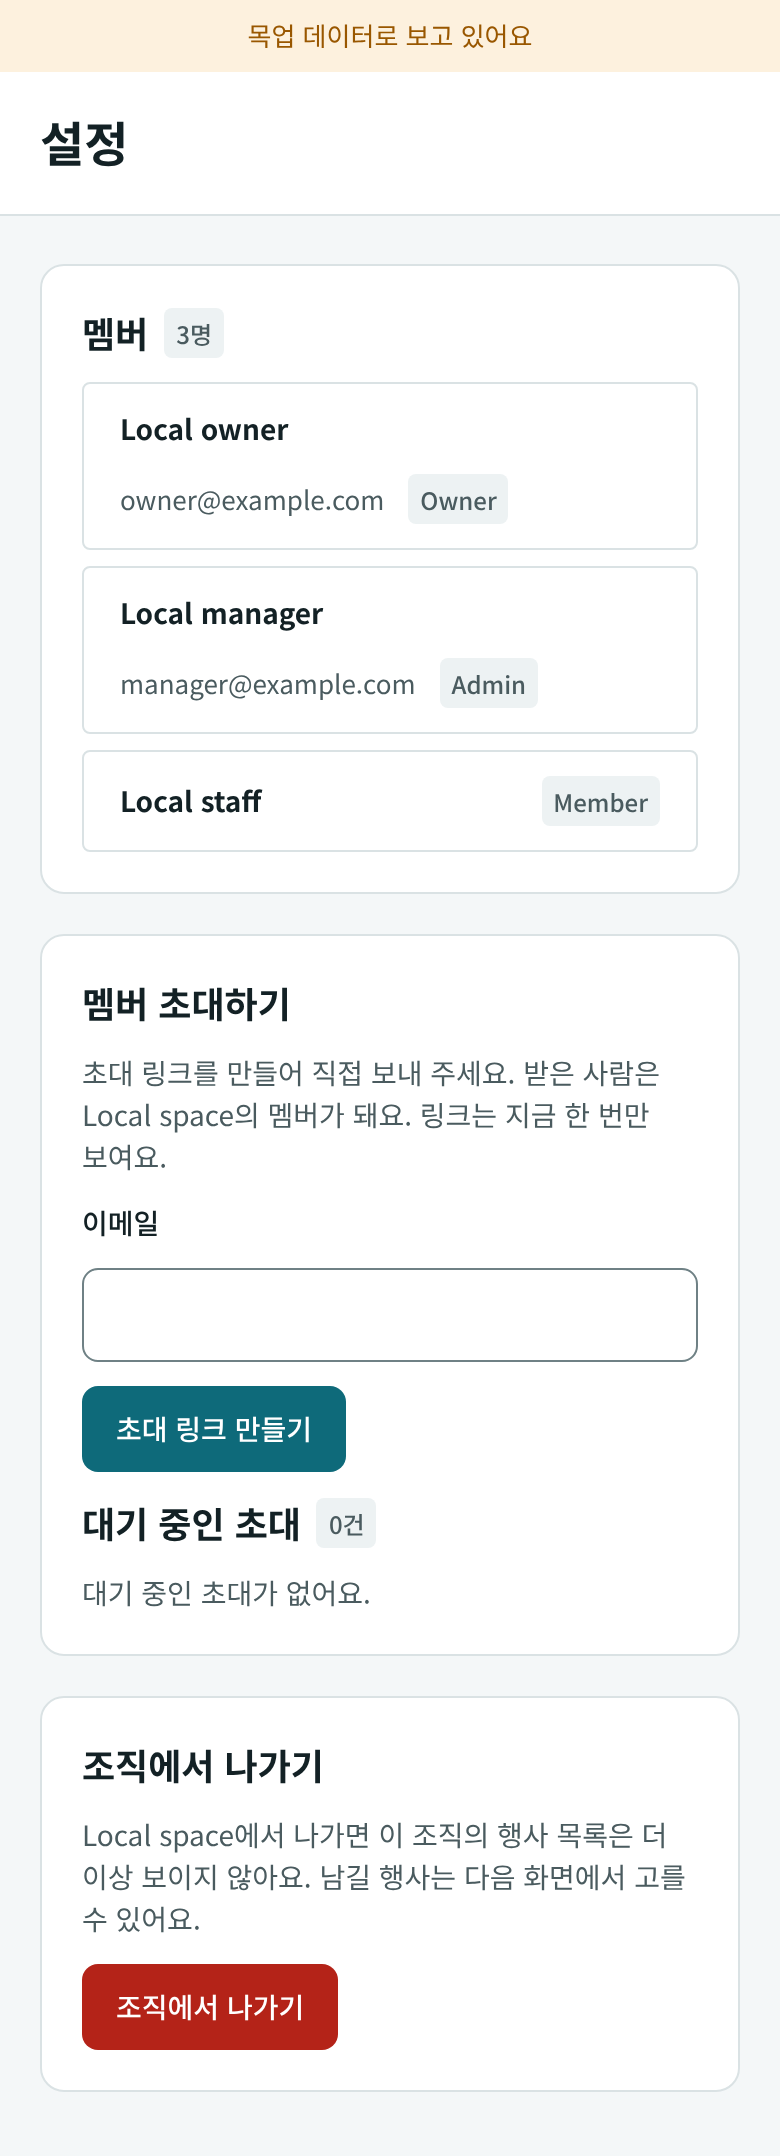 목업 데이터로 보고 있어요
설정
멤버 3명
Local owner
owner@example.com Owner
Local manager
manager@example.com Admin
Local staff Member
멤버 초대하기
초대 링크를 만들어 직접 보내 주세요. 받은 사람은
Local space의 멤버가 돼요. 링크는 지금 한 번만
보여요.
이메일
초대 링크 만들기
대기 중인 초대 0건
대기 중인 초대가 없어요.
조직에서 나가기
Local space에서 나가면 이 조직의 행사 목록은 더
이상 보이지 않아요. 남길 행사는 다음 화면에서 고를
수 있어요.
조직에서 나가기